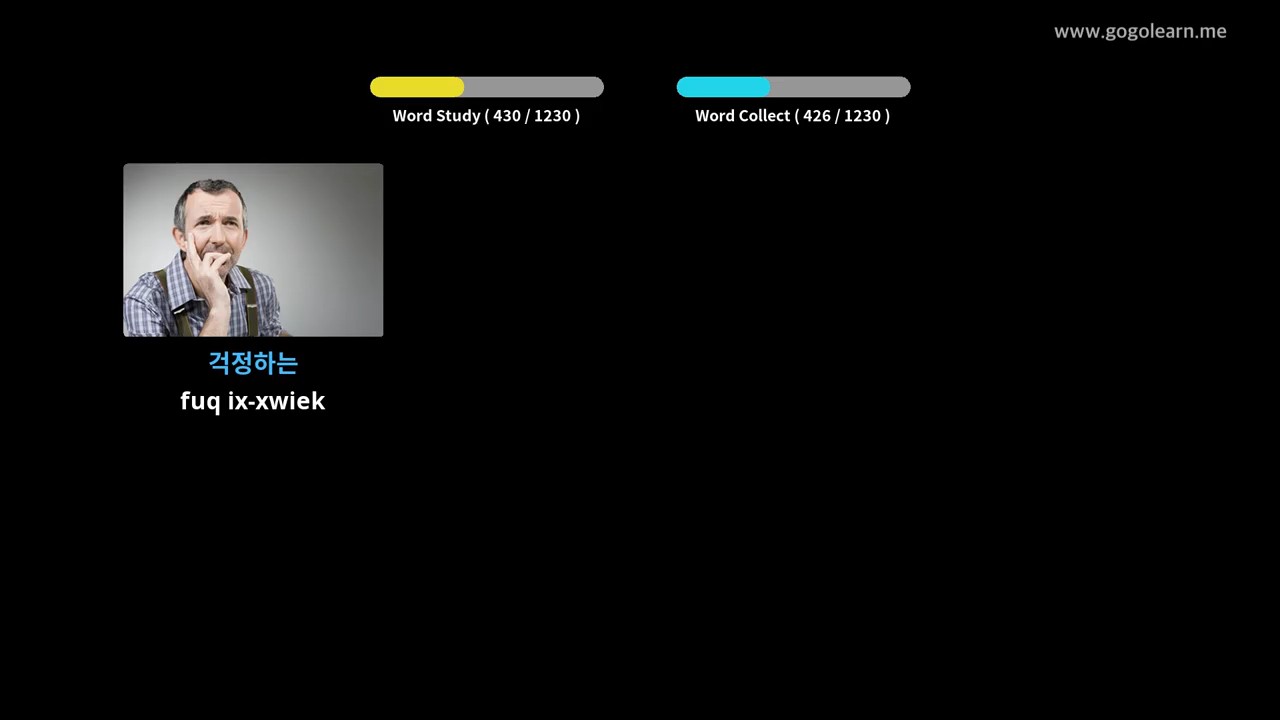 www.gogolearn.me
Word Study ( 430 / 1230 )
Word Collect ( 426 / 1230 )
걱정하는
fuq ix-xwiek